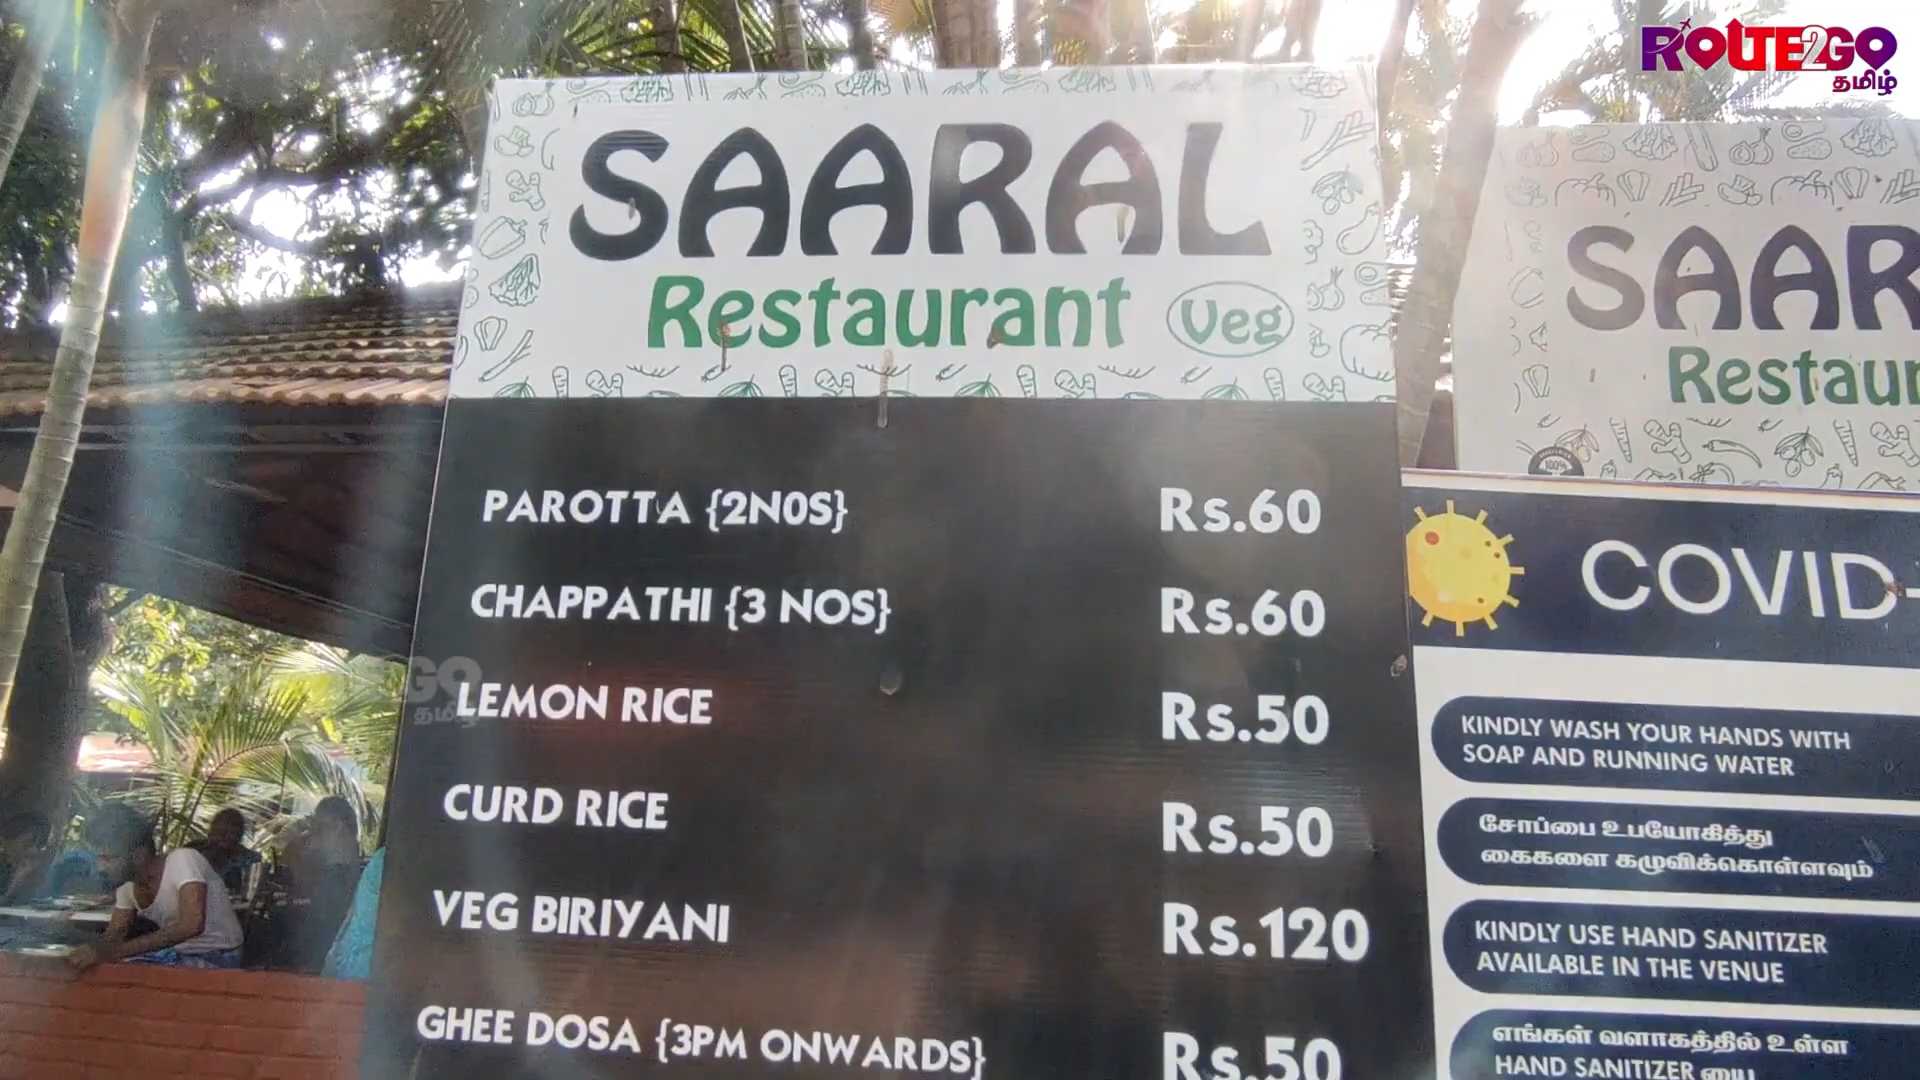 ROUTE2GO
தமிழ்
SAARAL
Restaurant Veg
PAROTTA {2N0S} Rs.60
CHAPPATHI {3 NOS} Rs.60
LEMON RICE Rs.50
CURD RICE Rs.50
VEG BIRIYANI Rs.120
GHEE DOSA {3PM ONWARDS} Rs.50
GO
தமிழ்
SAAR
Restaur
100%
COVID-
KINDLY WASH YOUR HANDS WITH
SOAP AND RUNNING WATER
சோப்பை உபயோகித்து
கைகளை கழுவிக்கொள்ளவும்
KINDLY USE HAND SANITIZER
AVAILABLE IN THE VENUE
எங்கள் வளாகத்தில் உள்ள
HAND SANITIZER யை